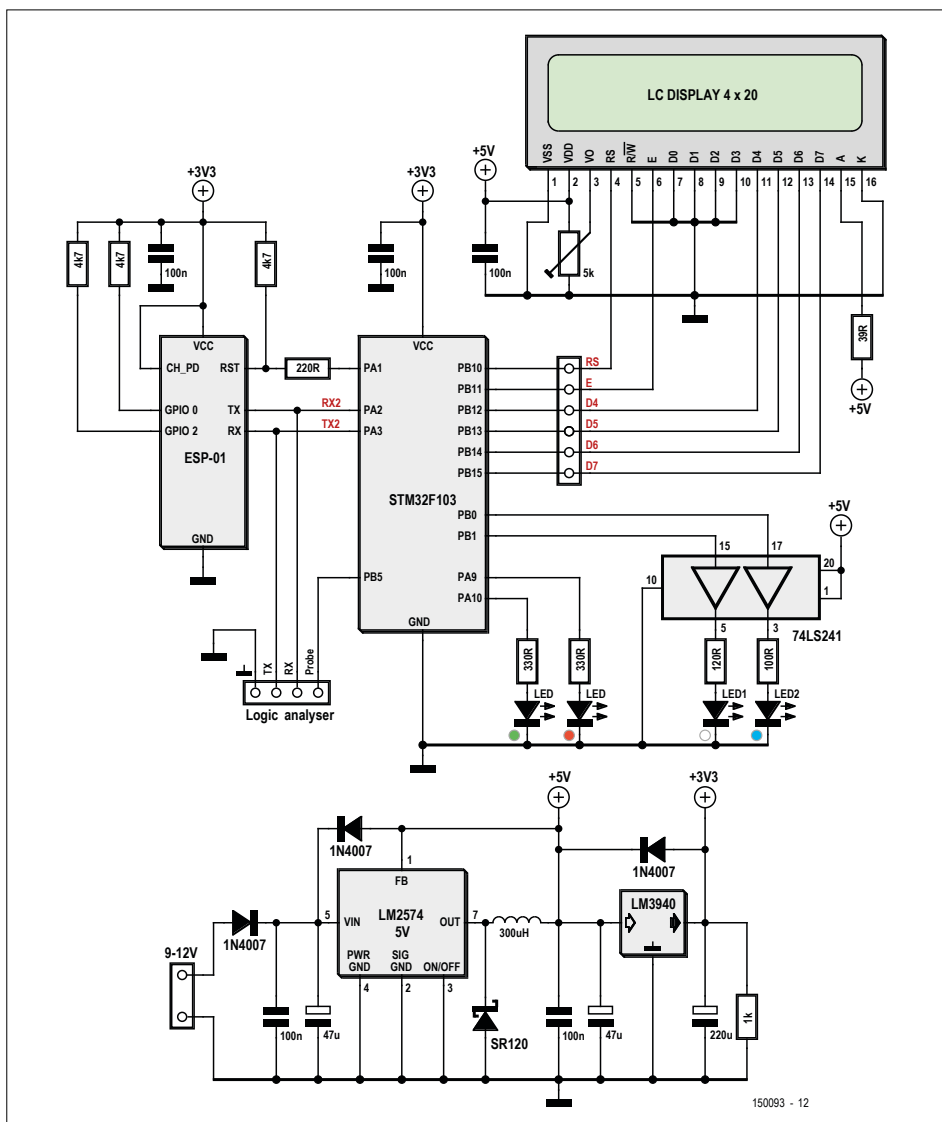 LC DISPLAY 4 x 20
VSS VDD VO RS R/W E D0 D1 D2 D3 D4 D5 D6 D7 A K
1 2 3 4 5 6 7 8 9 10 11 12 13 14 15 16
+5V
+3V3
+3V3
4k7
4k7
100n
4k7
100n
100n
5k
39R
+5V
VCC
CH_PD
RST
GPIO 0
TX
GPIO 2
RX
ESP-01
GND
220R
RX2
TX2
VCC
PA1
PA2
PA3
STM32F103
PB5
GND
PB10
PB11
PB12
PB13
PB14
PB15
PB0
PB1
PA9
PA10
RS
E
D4
D5
D6
D7
+5V
15 17
20
10
1
5 3
74LS241
330R
330R
120R
100R
LED
LED
LED1
LED2
TX
RX
Probe
Logic analyser
+5V
+3V3
1N4007
1
1N4007
FB
LM2574
5V
5 VIN
OUT 7
300uH
LM3940
9-12V
1N4007
PWR GND
SIG GND
ON/OFF
4 2 3
100n
47u
SR120
100n
47u
220u
1k
150093 - 12